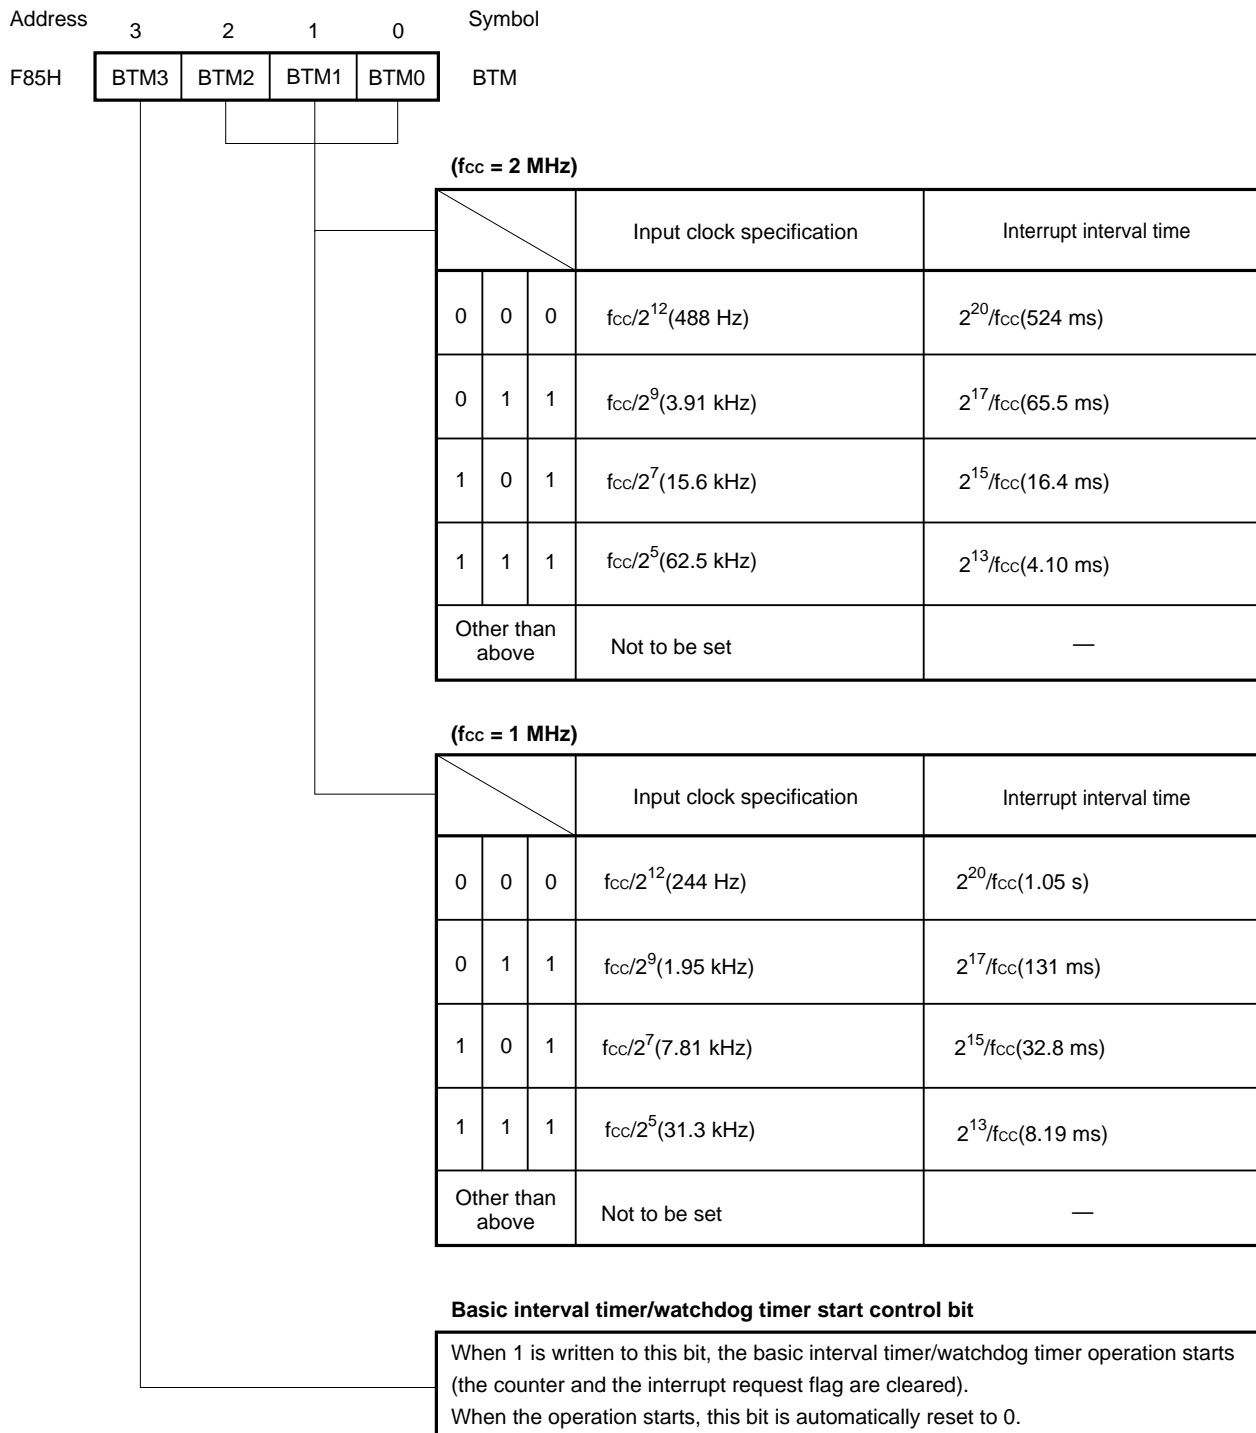 Address 3 2 1 0 Symbol
F85H BTM3 BTM2 BTM1 BTM0 BTM
(fcc = 2 MHz)
Input clock specification Interrupt interval time
0 0 0 fcc/2^12(488 Hz) 2^20/fcc(524 ms)
0 1 1 fcc/2^9(3.91 kHz) 2^17/fcc(65.5 ms)
1 0 1 fcc/2^7(15.6 kHz) 2^15/fcc(16.4 ms)
1 1 1 fcc/2^5(62.5 kHz) 2^13/fcc(4.10 ms)
Other than
above Not to be set —
(fcc = 1 MHz)
Input clock specification Interrupt interval time
0 0 0 fcc/2^12(244 Hz) 2^20/fcc(1.05 s)
0 1 1 fcc/2^9(1.95 kHz) 2^17/fcc(131 ms)
1 0 1 fcc/2^7(7.81 kHz) 2^15/fcc(32.8 ms)
1 1 1 fcc/2^5(31.3 kHz) 2^13/fcc(8.19 ms)
Other than
above Not to be set —
Basic interval timer/watchdog timer start control bit
When 1 is written to this bit, the basic interval timer/watchdog timer operation starts
(the counter and the interrupt request flag are cleared).
When the operation starts, this bit is automatically reset to 0.